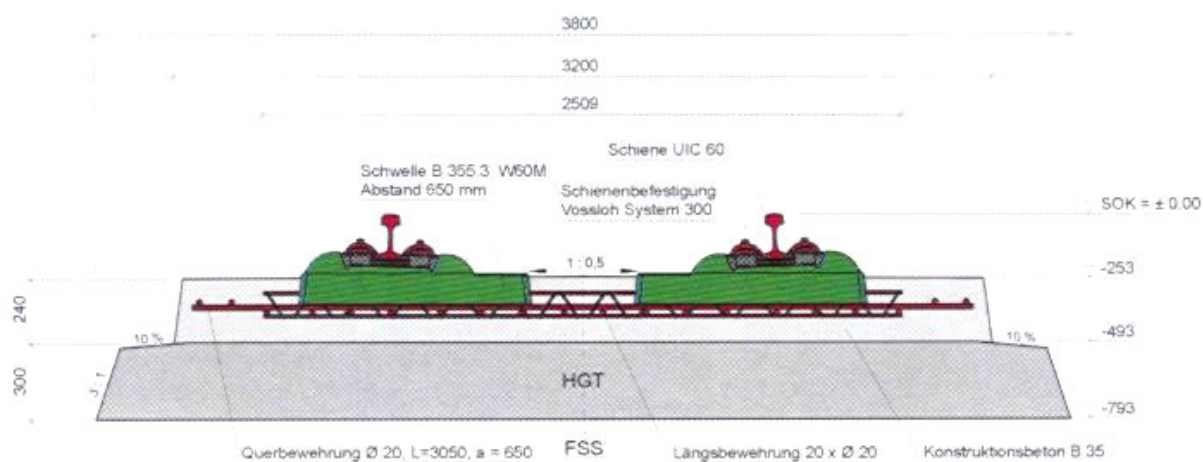 3800
3200
2509
Schiene UIC 60
Schwelle B 355.3 W60M
Abstand 650 mm
Schienenbefestigung
Vossloh System 300
SOK = ± 0.00
1 : 0,5
-253
240
10 %
10 %
-493
300
3 : 1
HGT
-793
Querbewehrung Ø 20, L=3050, a = 650
FSS
Längsbewehrung 20 x Ø 20
Konstruktionsbeton B 35